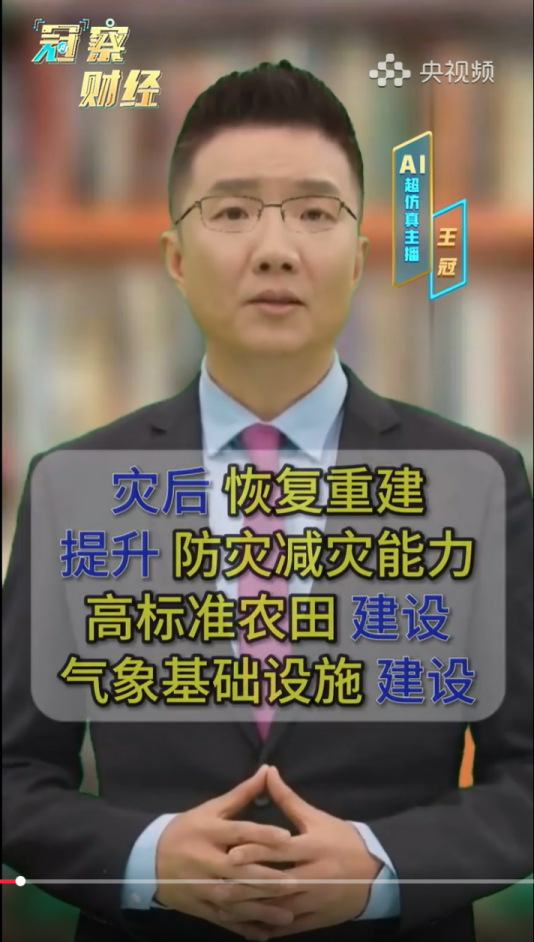 冠察
财经
央视频
AI
超仿真主播
王冠
灾后 恢复重建
提升 防灾减灾能力
高标准农田 建设
气象基础设施 建设